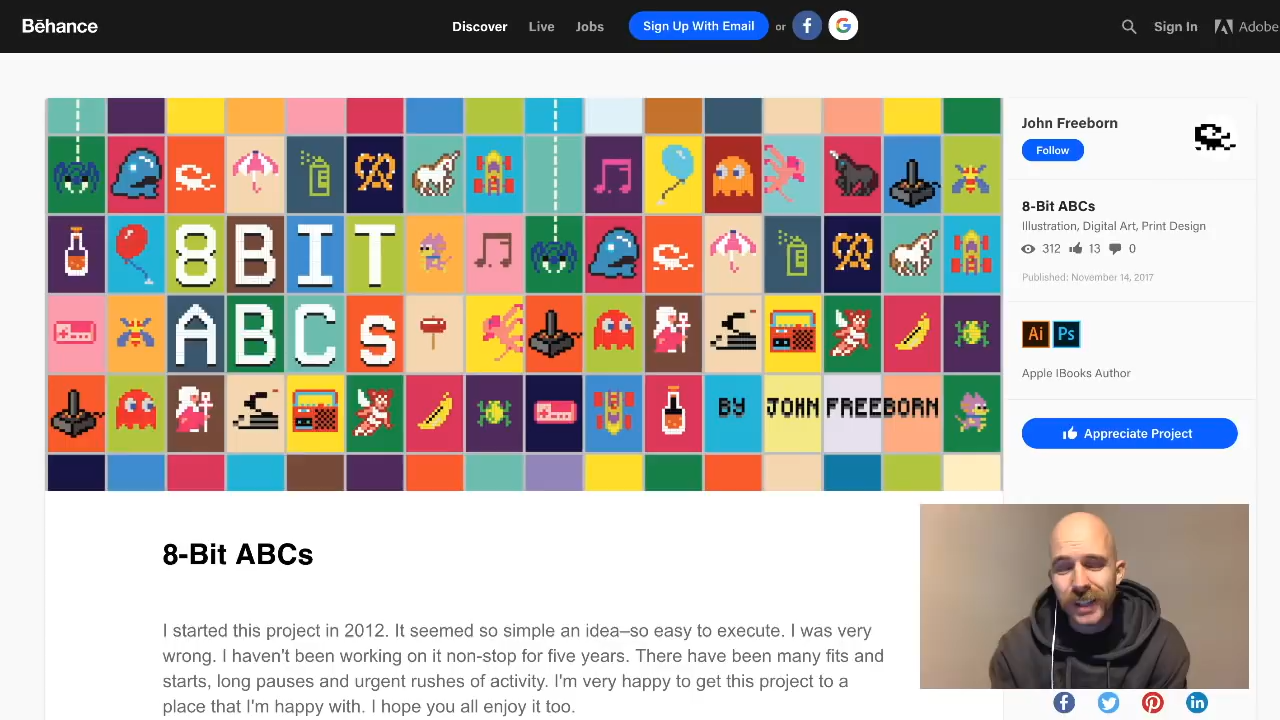 Bēhance
Discover
Live
Jobs
Sign Up With Email
or
f
G
Sign In
Adobe
8BIT
ABCs
BY JOHN FREEBORN
John Freeborn
Follow
8-Bit ABCs
Illustration, Digital Art, Print Design
312
13
0
Published: November 14, 2017
Ai
Ps
Apple IBooks Author
Appreciate Project
8-Bit ABCs
I started this project in 2012. It seemed so simple an idea–so easy to execute. I was very
wrong. I haven't been working on it non-stop for five years. There have been many fits and
starts, long pauses and urgent rushes of activity. I'm very happy to get this project to a
place that I'm happy with. I hope you all enjoy it too.
f
in